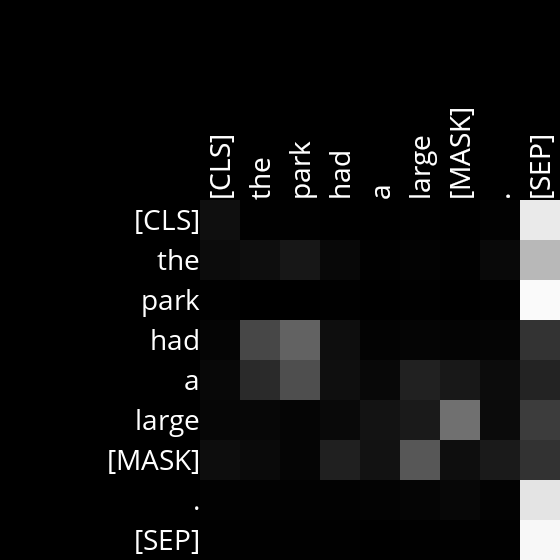 [CLS] the park had a large [MASK] . [SEP]
[CLS]
the
park
had
a
large
[MASK]
.
[SEP]